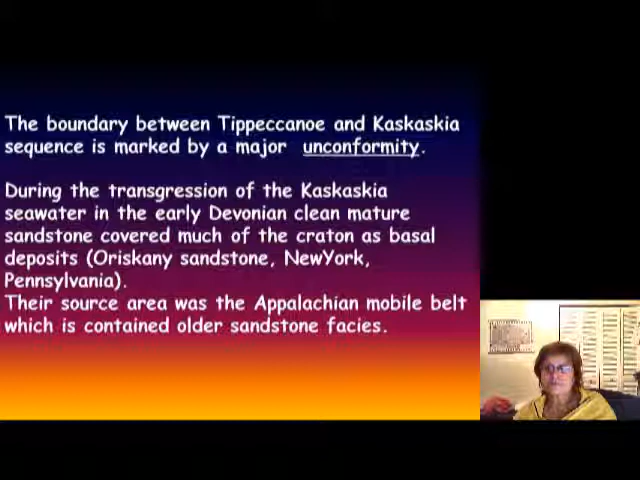 The boundary between Tippeccanoe and Kaskaskia
sequence is marked by a major unconformity.
During the transgression of the Kaskaskia
seawater in the early Devonian clean mature
sandstone covered much of the craton as basal
deposits (Oriskany sandstone, NewYork,
Pennsylvania).
Their source area was the Appalachian mobile belt
which is contained older sandstone facies.